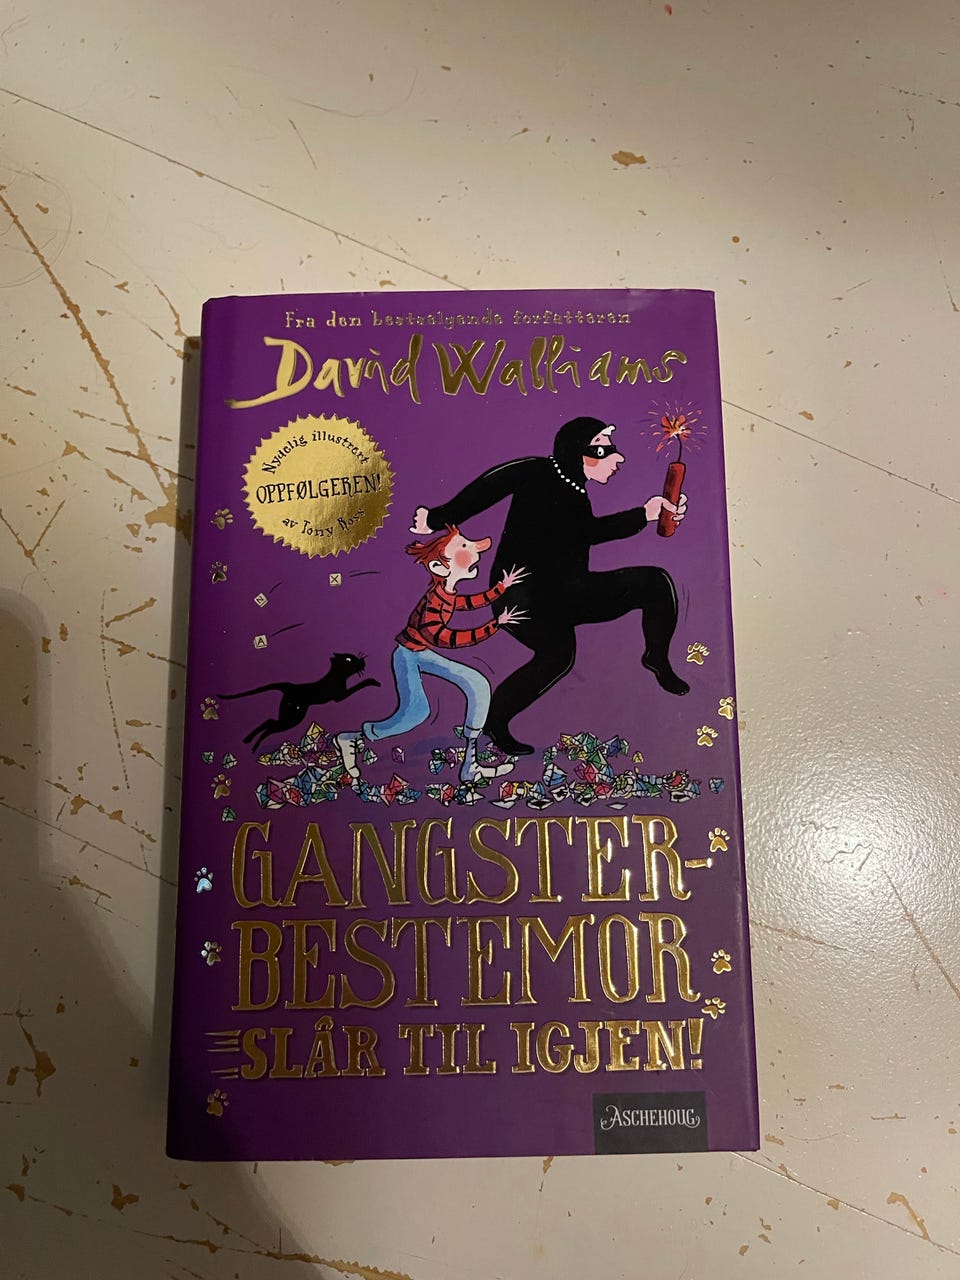 Fra den bestselgende forfatteren
David Walliams
Nydelig illustrert
OPPFØLGEREN!
av Tony Ross
X
N
A
GANGSTER-
BESTEMOR
SLÅR TIL IGJEN!
ASCHEHOUG